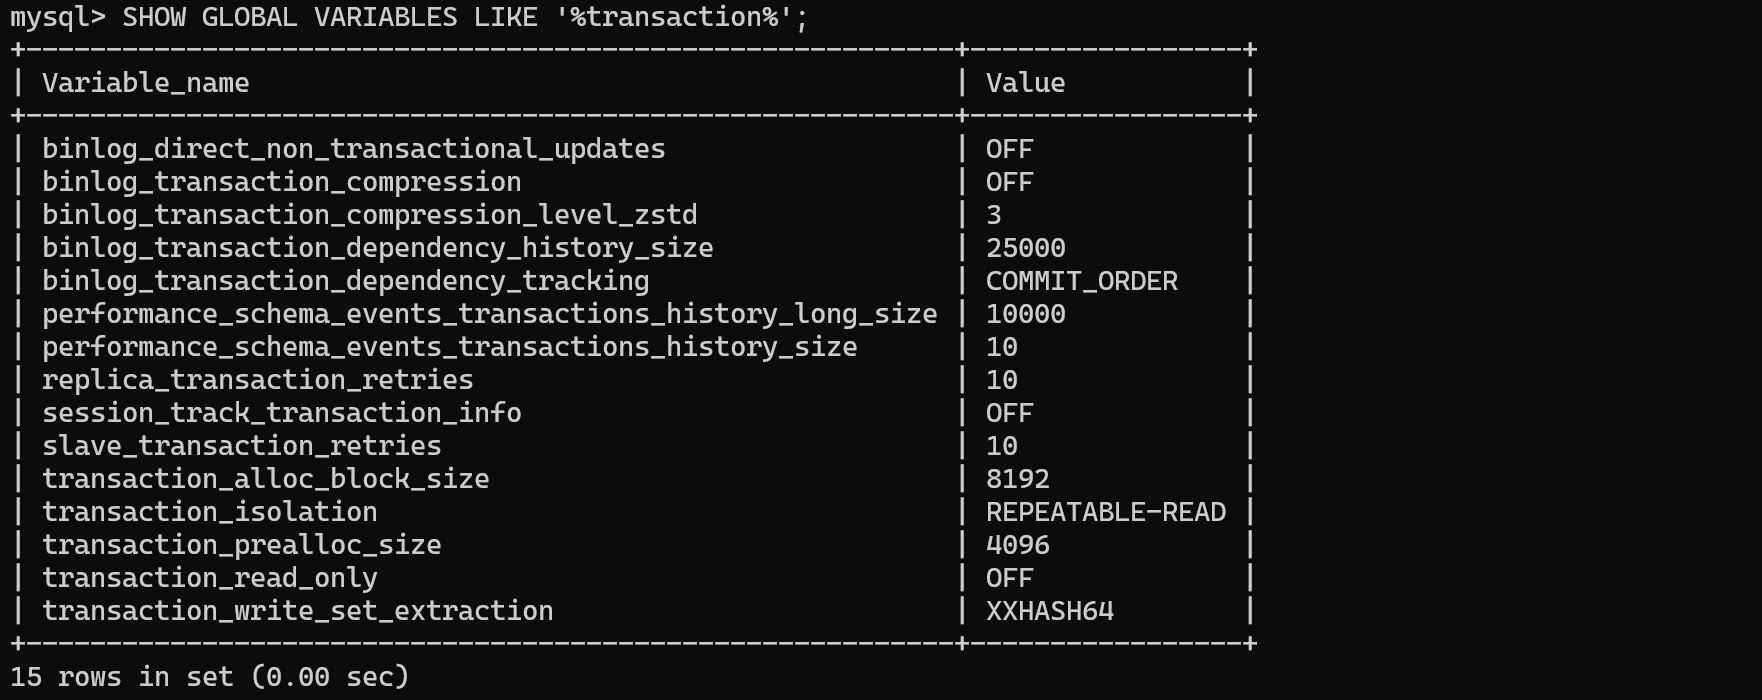 mysql> SHOW GLOBAL VARIABLES LIKE '%transaction%';
+----------------------------------------------------------+-----------------+
| Variable_name                                            | Value           |
+----------------------------------------------------------+-----------------+
| binlog_direct_non_transactional_updates                  | OFF             |
| binlog_transaction_compression                           | OFF             |
| binlog_transaction_compression_level_zstd                | 3               |
| binlog_transaction_dependency_history_size               | 25000           |
| binlog_transaction_dependency_tracking                   | COMMIT_ORDER    |
| performance_schema_events_transactions_history_long_size | 10000           |
| performance_schema_events_transactions_history_size      | 10              |
| replica_transaction_retries                              | 10              |
| session_track_transaction_info                           | OFF             |
| slave_transaction_retries                                | 10              |
| transaction_alloc_block_size                             | 8192            |
| transaction_isolation                                    | REPEATABLE-READ |
| transaction_prealloc_size                                | 4096            |
| transaction_read_only                                    | OFF             |
| transaction_write_set_extraction                         | XXHASH64        |
+----------------------------------------------------------+-----------------+
15 rows in set (0.00 sec)